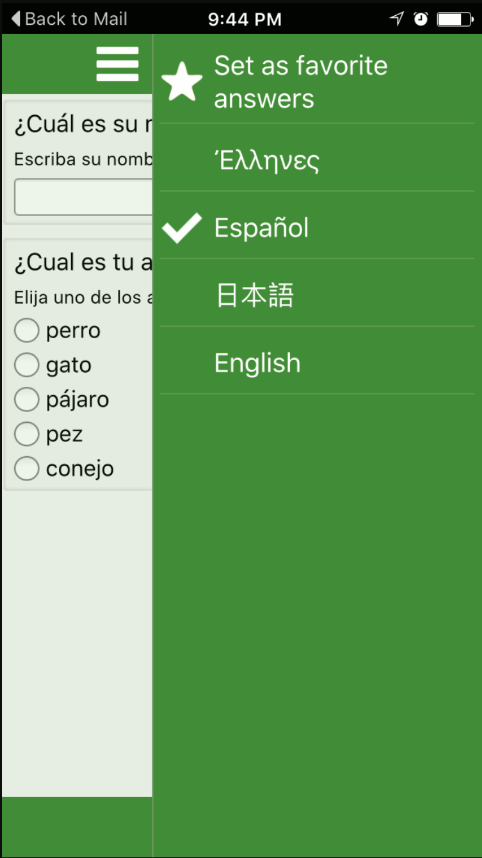 Back to Mail
9:44 PM
¿Cuál es su
Escriba su nomb
¿Cual es tu a
Elija uno de los
perro
gato
pájaro
pez
conejo
Set as favorite
answers
Έλληνες
Español
日本語
English